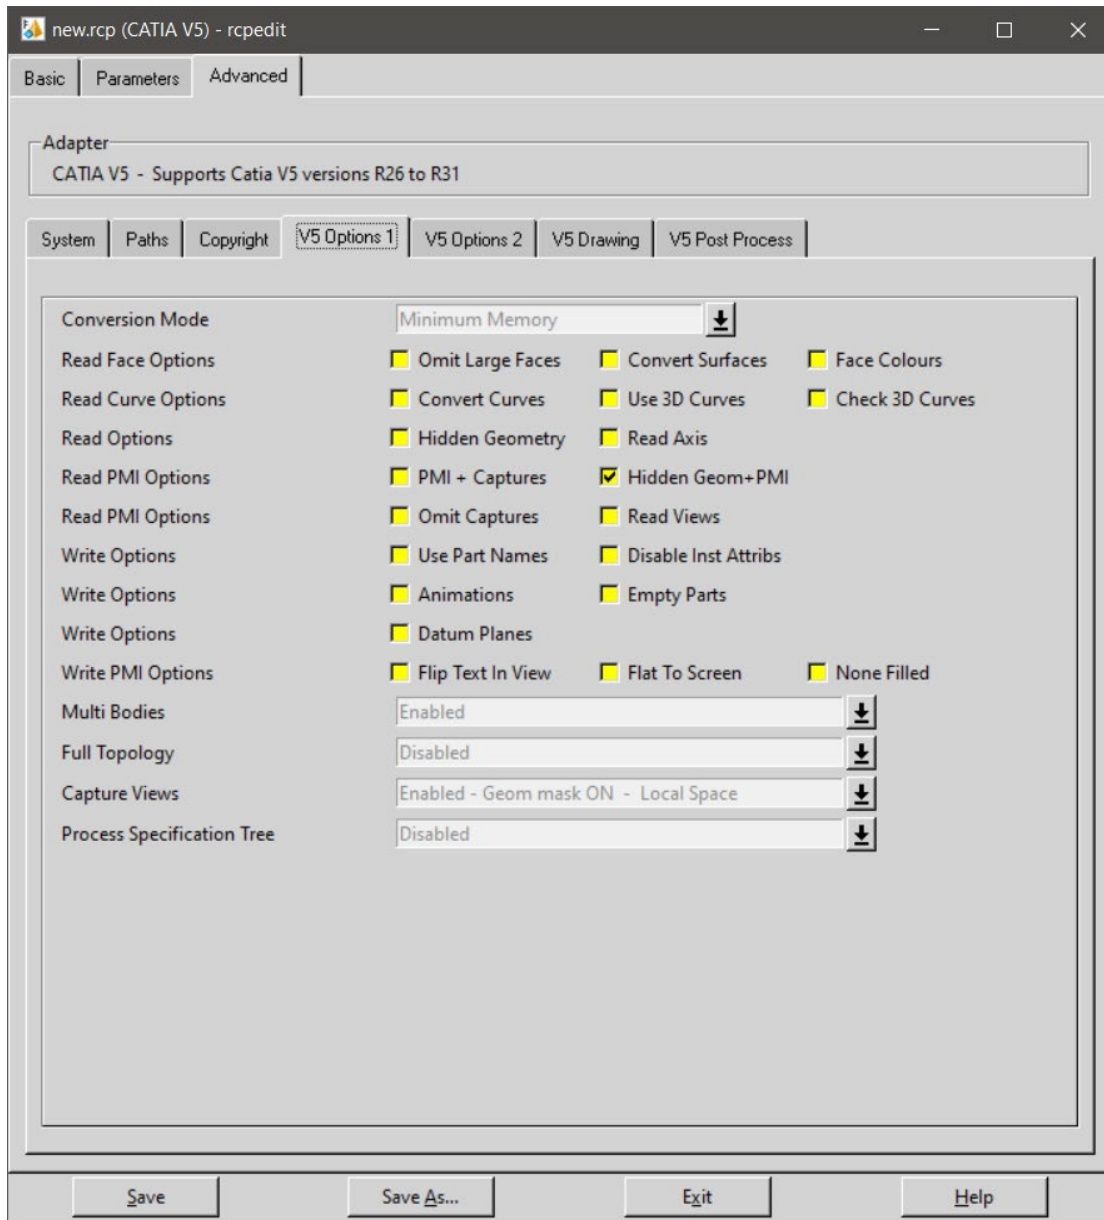 new.rcp (CATIA V5) - rcpedit
Basic Parameters Advanced
Adapter
CATIA V5 - Supports Catia V5 versions R26 to R31
System Paths Copyright V5 Options 1 V5 Options 2 V5 Drawing V5 Post Process
Conversion Mode Minimum Memory
Read Face Options Omit Large Faces Convert Surfaces Face Colours
Read Curve Options Convert Curves Use 3D Curves Check 3D Curves
Read Options Hidden Geometry Read Axis
Read PMI Options PMI + Captures Hidden Geom+PMI
Read PMI Options Omit Captures Read Views
Write Options Use Part Names Disable Inst Attribs
Write Options Animations Empty Parts
Write Options Datum Planes
Write PMI Options Flip Text In View Flat To Screen None Filled
Multi Bodies Enabled
Full Topology Disabled
Capture Views Enabled - Geom mask ON - Local Space
Process Specification Tree Disabled
Save Save As... Exit Help